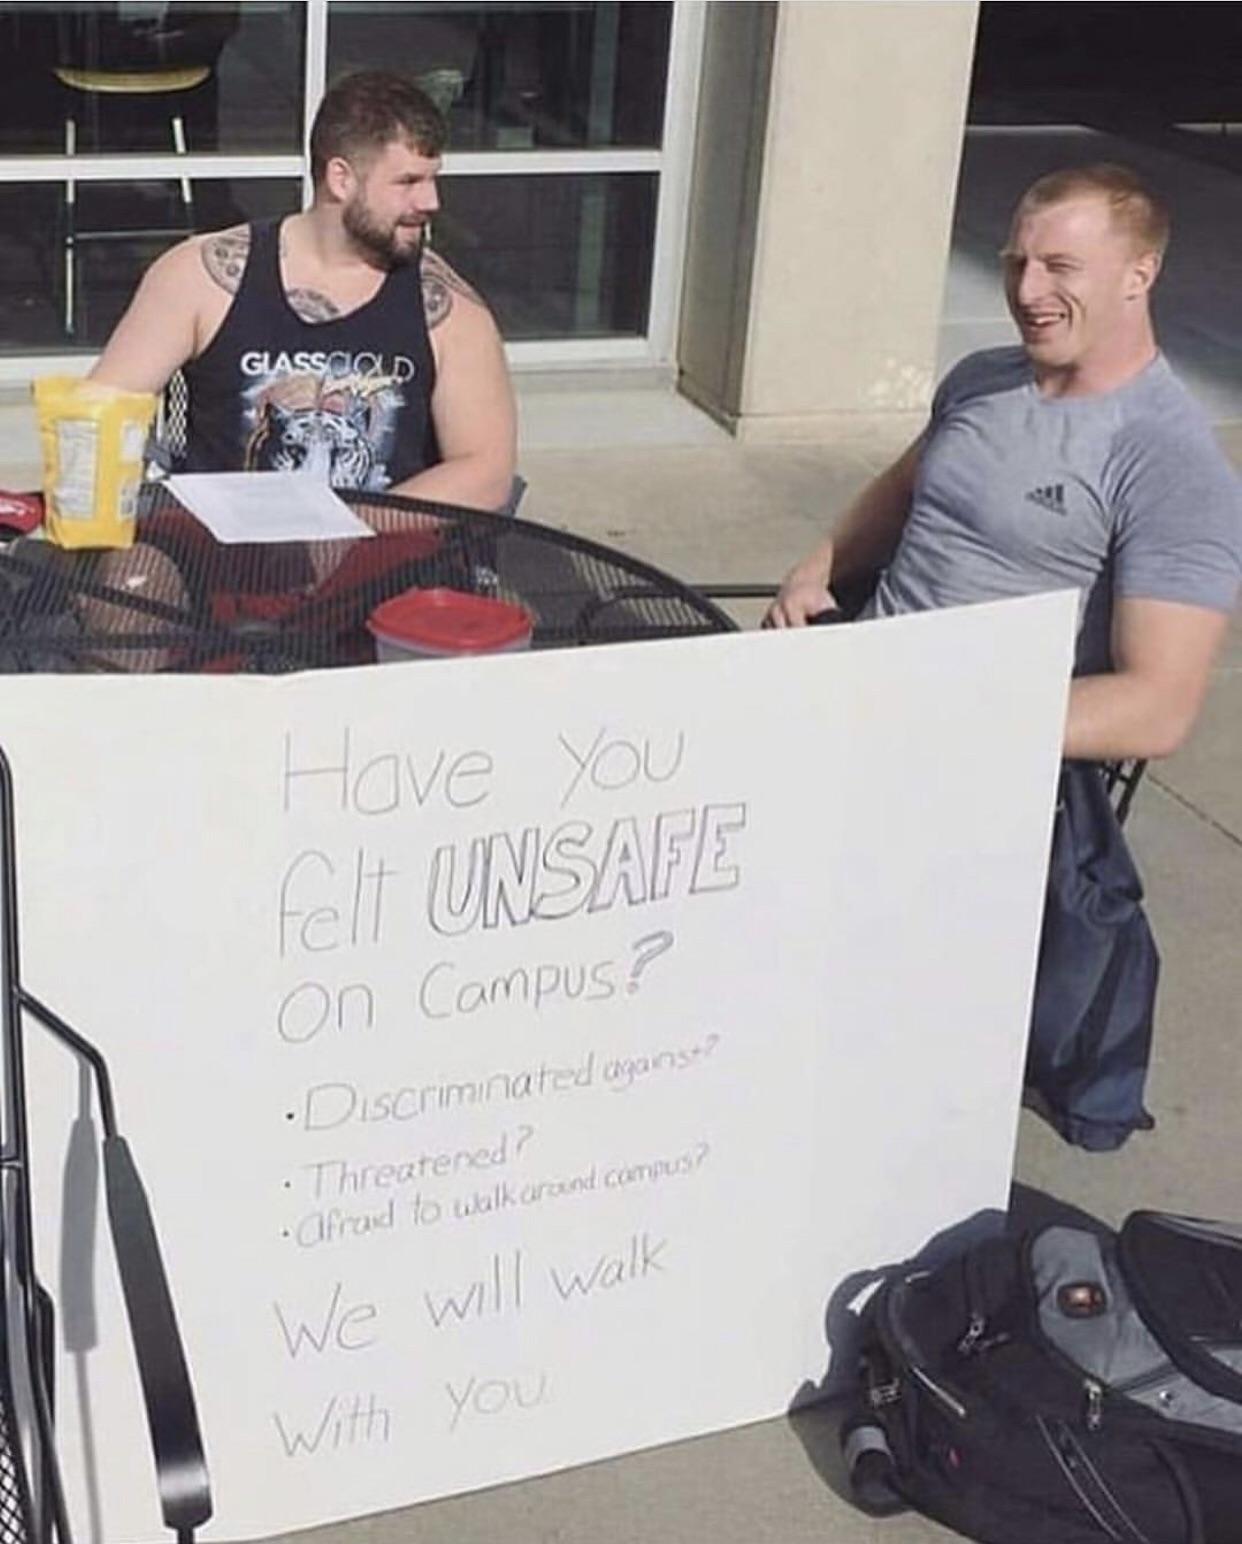 GLASSCLOUD
adidas
Have you
felt UNSAFE
on Campus?
• Discriminated against?
• Threatened?
• afraid to walk around campus?
We will walk
With you.